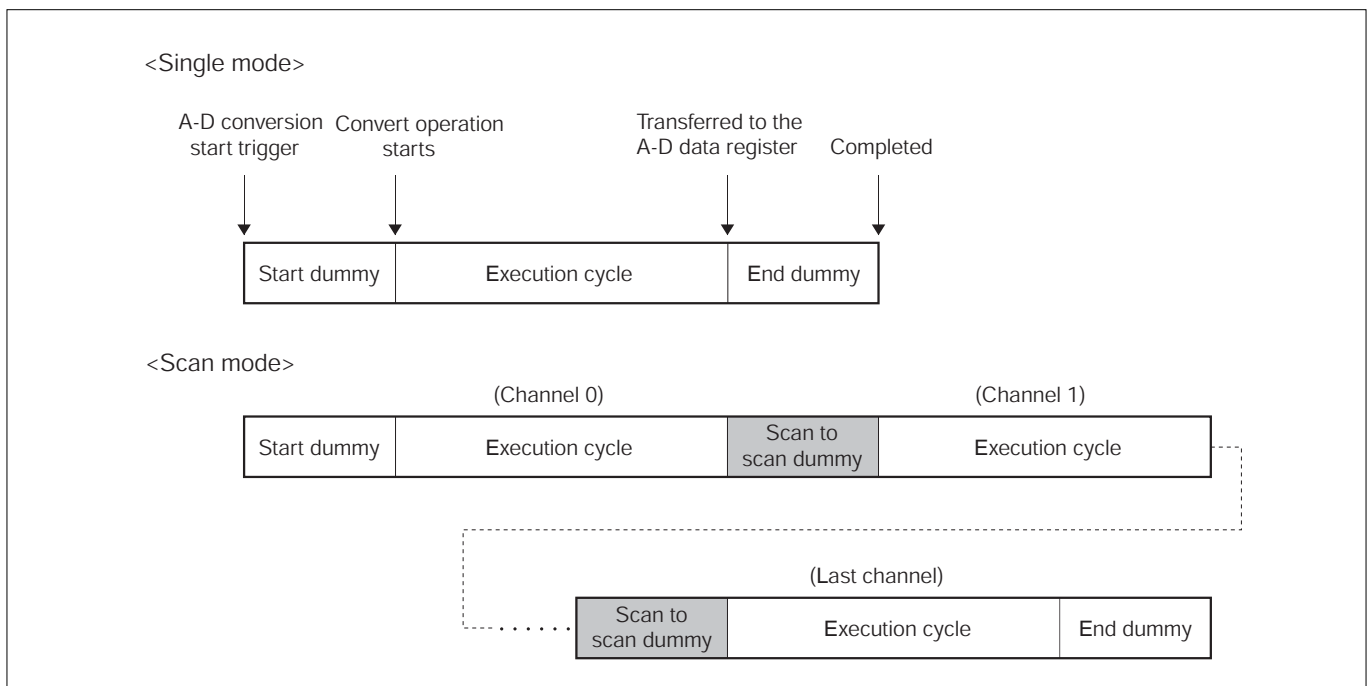 <Single mode>
A-D conversion
start trigger
Convert operation
starts
Transferred to the
A-D data register
Completed
Start dummy
Execution cycle
End dummy
<Scan mode>
(Channel 0)
(Channel 1)
Start dummy
Execution cycle
Scan to
scan dummy
Execution cycle
(Last channel)
Scan to
scan dummy
Execution cycle
End dummy